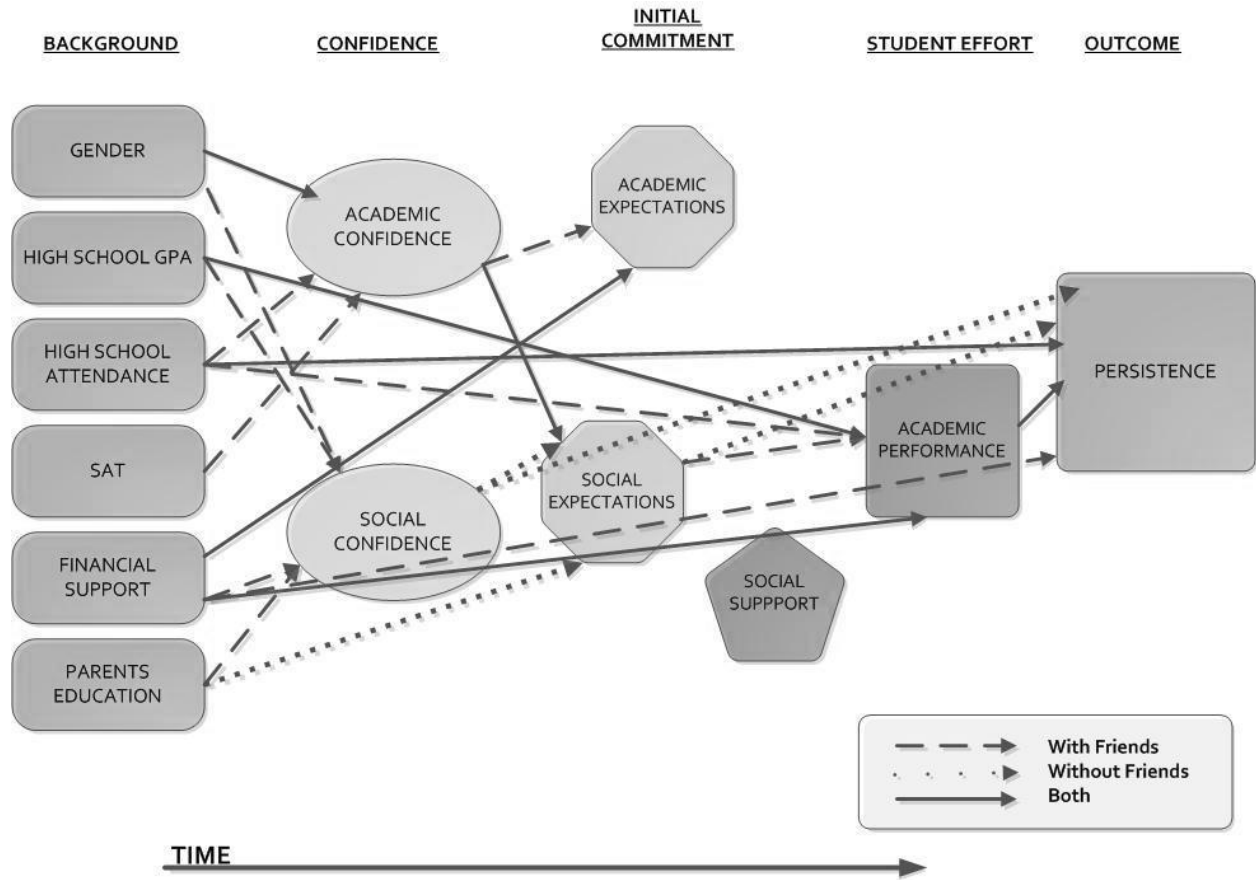 BACKGROUND
CONFIDENCE
INITIAL
COMMITMENT
STUDENT EFFORT
OUTCOME
GENDER
HIGH SCHOOL GPA
HIGH SCHOOL
ATTENDANCE
SAT
FINANCIAL
SUPPORT
PARENTS
EDUCATION
ACADEMIC
CONFIDENCE
SOCIAL
CONFIDENCE
ACADEMIC
EXPECTATIONS
SOCIAL
EXPECTATIONS
ACADEMIC
PERFORMANCE
SOCIAL
SUPPPORT
PERSISTENCE
With Friends
Without Friends
Both
TIME